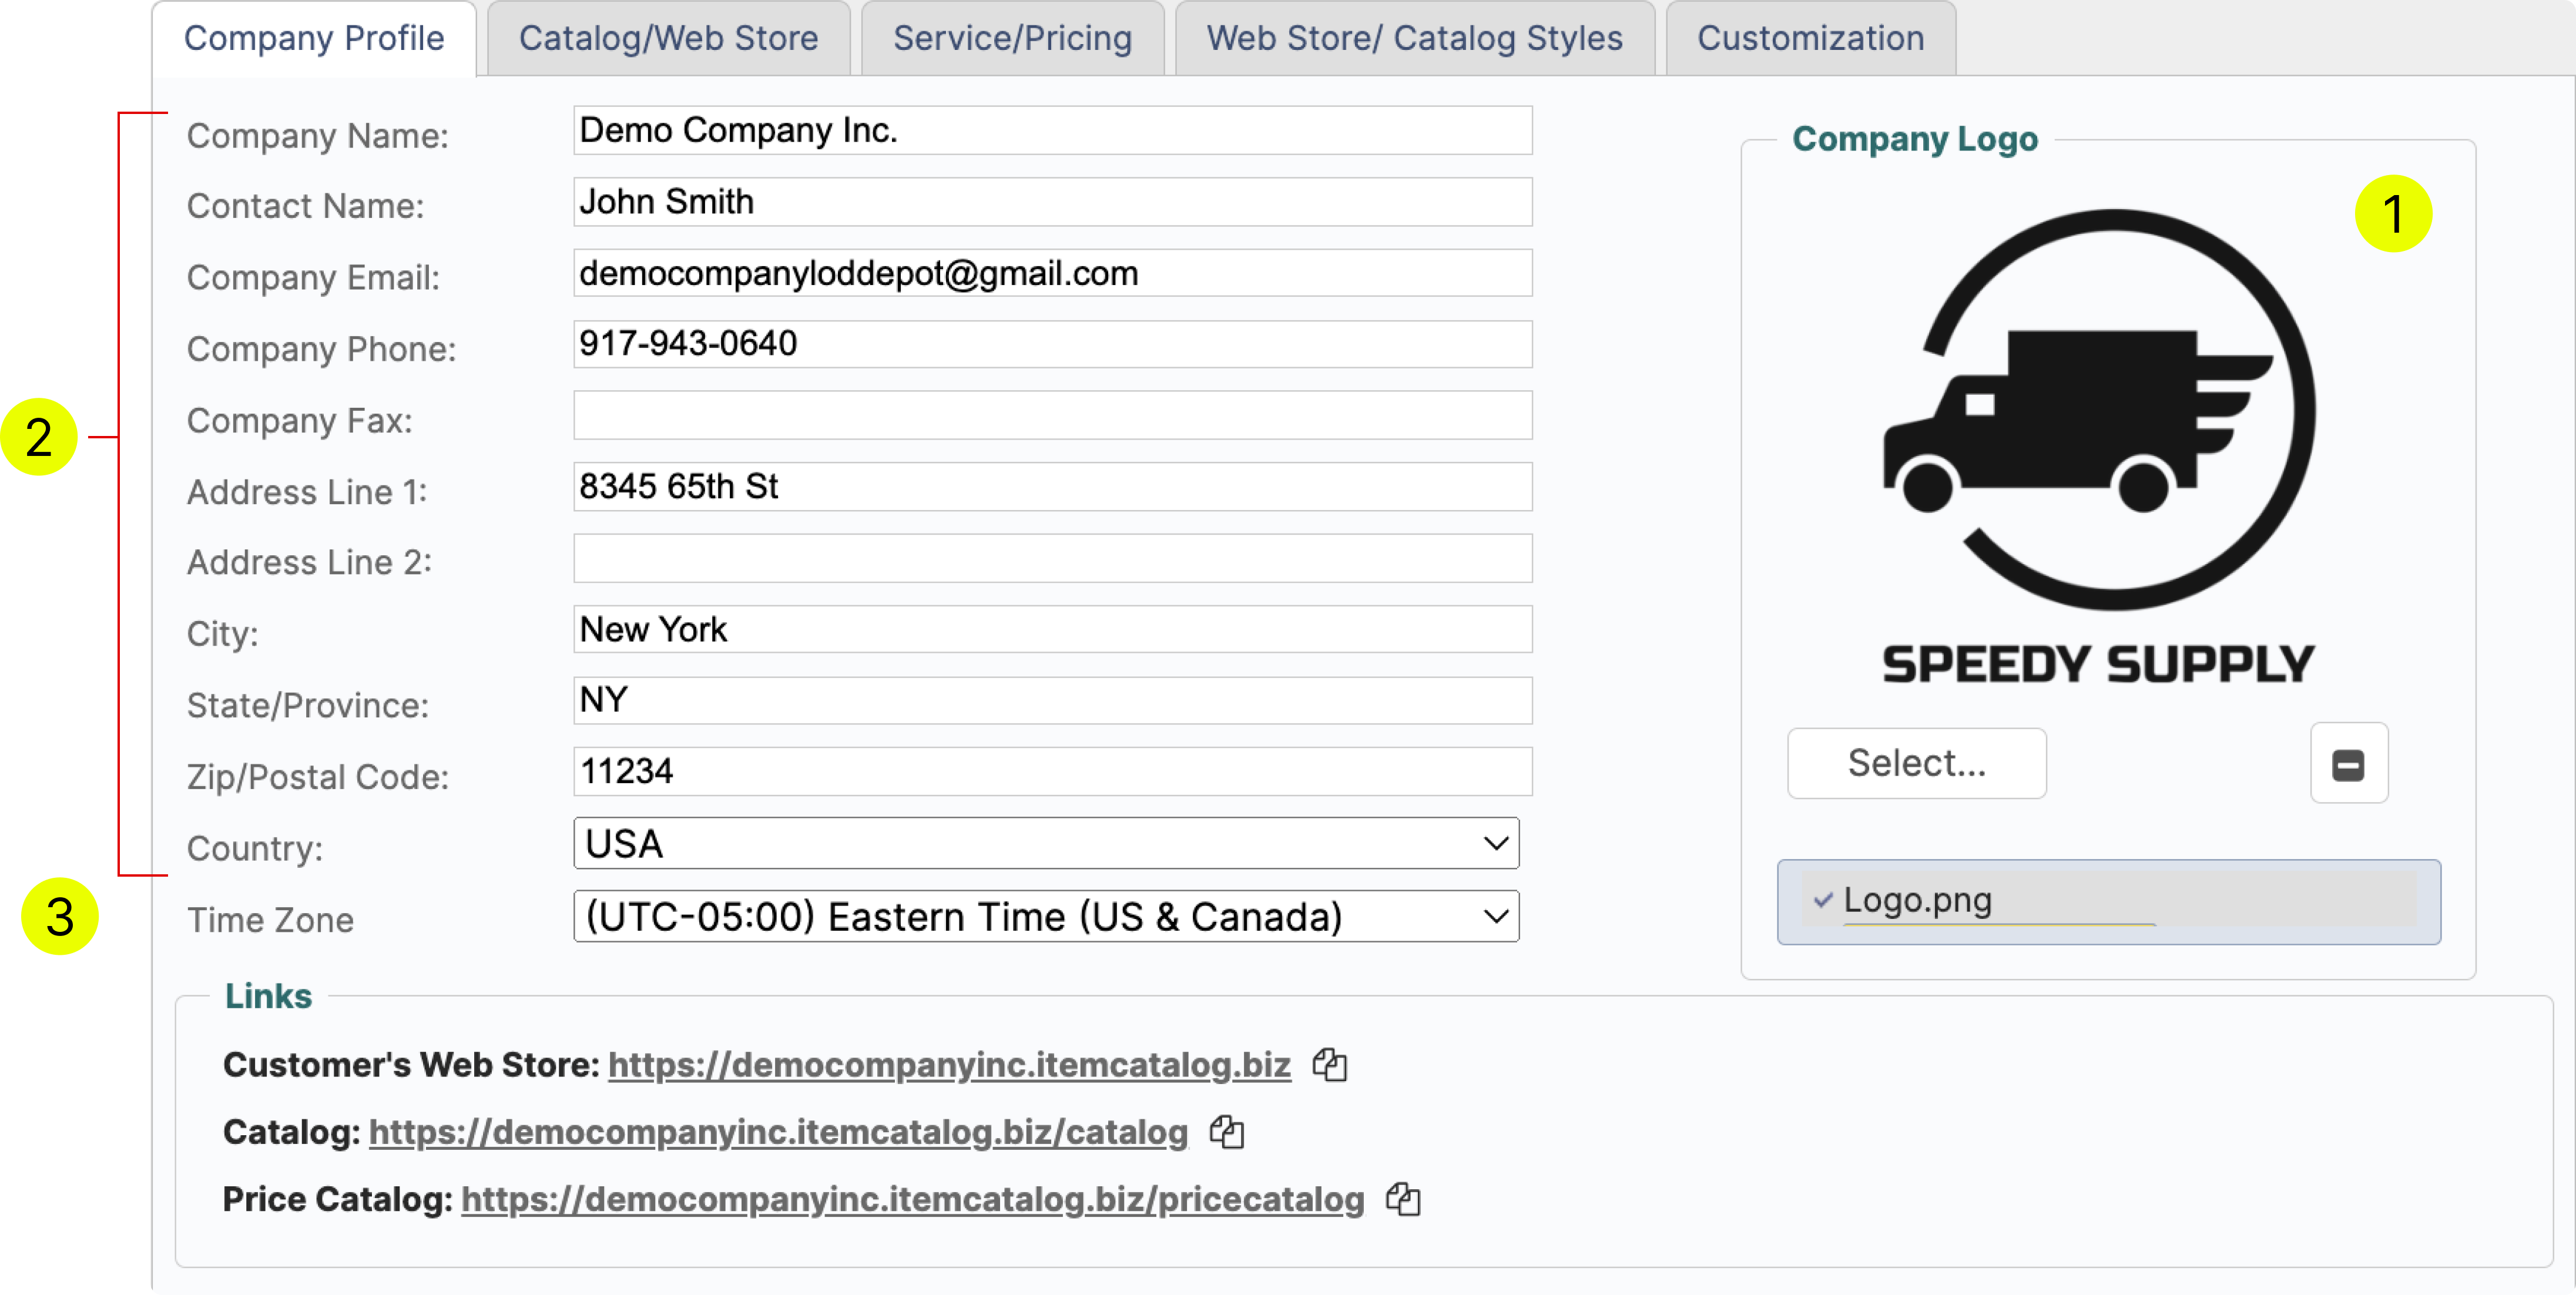 Company Profile Catalog/Web Store Service/Pricing Web Store/ Catalog Styles Customization
Company Name: Demo Company Inc.
Contact Name: John Smith
Company Email: democompanyloddepot@gmail.com
Company Phone: 917-943-0640
Company Fax:
2
Address Line 1: 8345 65th St
Address Line 2:
City: New York
State/Province: NY
Zip/Postal Code: 11234
Country: USA
3
Time Zone (UTC-05:00) Eastern Time (US & Canada)
Company Logo
1
SPEEDY SUPPLY
Select...
Logo.png
Links
Customer's Web Store: https://democompanyinc.itemcatalog.biz
Catalog: https://democompanyinc.itemcatalog.biz/catalog
Price Catalog: https://democompanyinc.itemcatalog.biz/pricecatalog